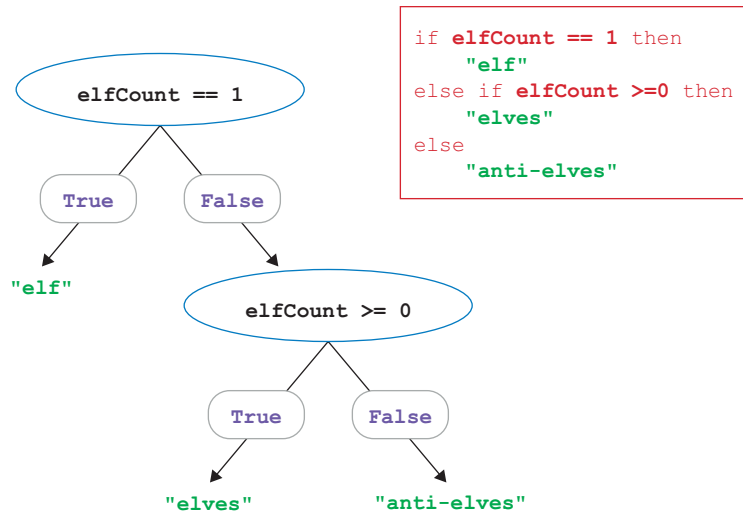 if elfCount == 1 then
"elf"
else if elfCount >=0 then
"elves"
else
"anti-elves"
elfCount == 1
True
False
"elf"
elfCount >= 0
True
False
"elves"
"anti-elves"